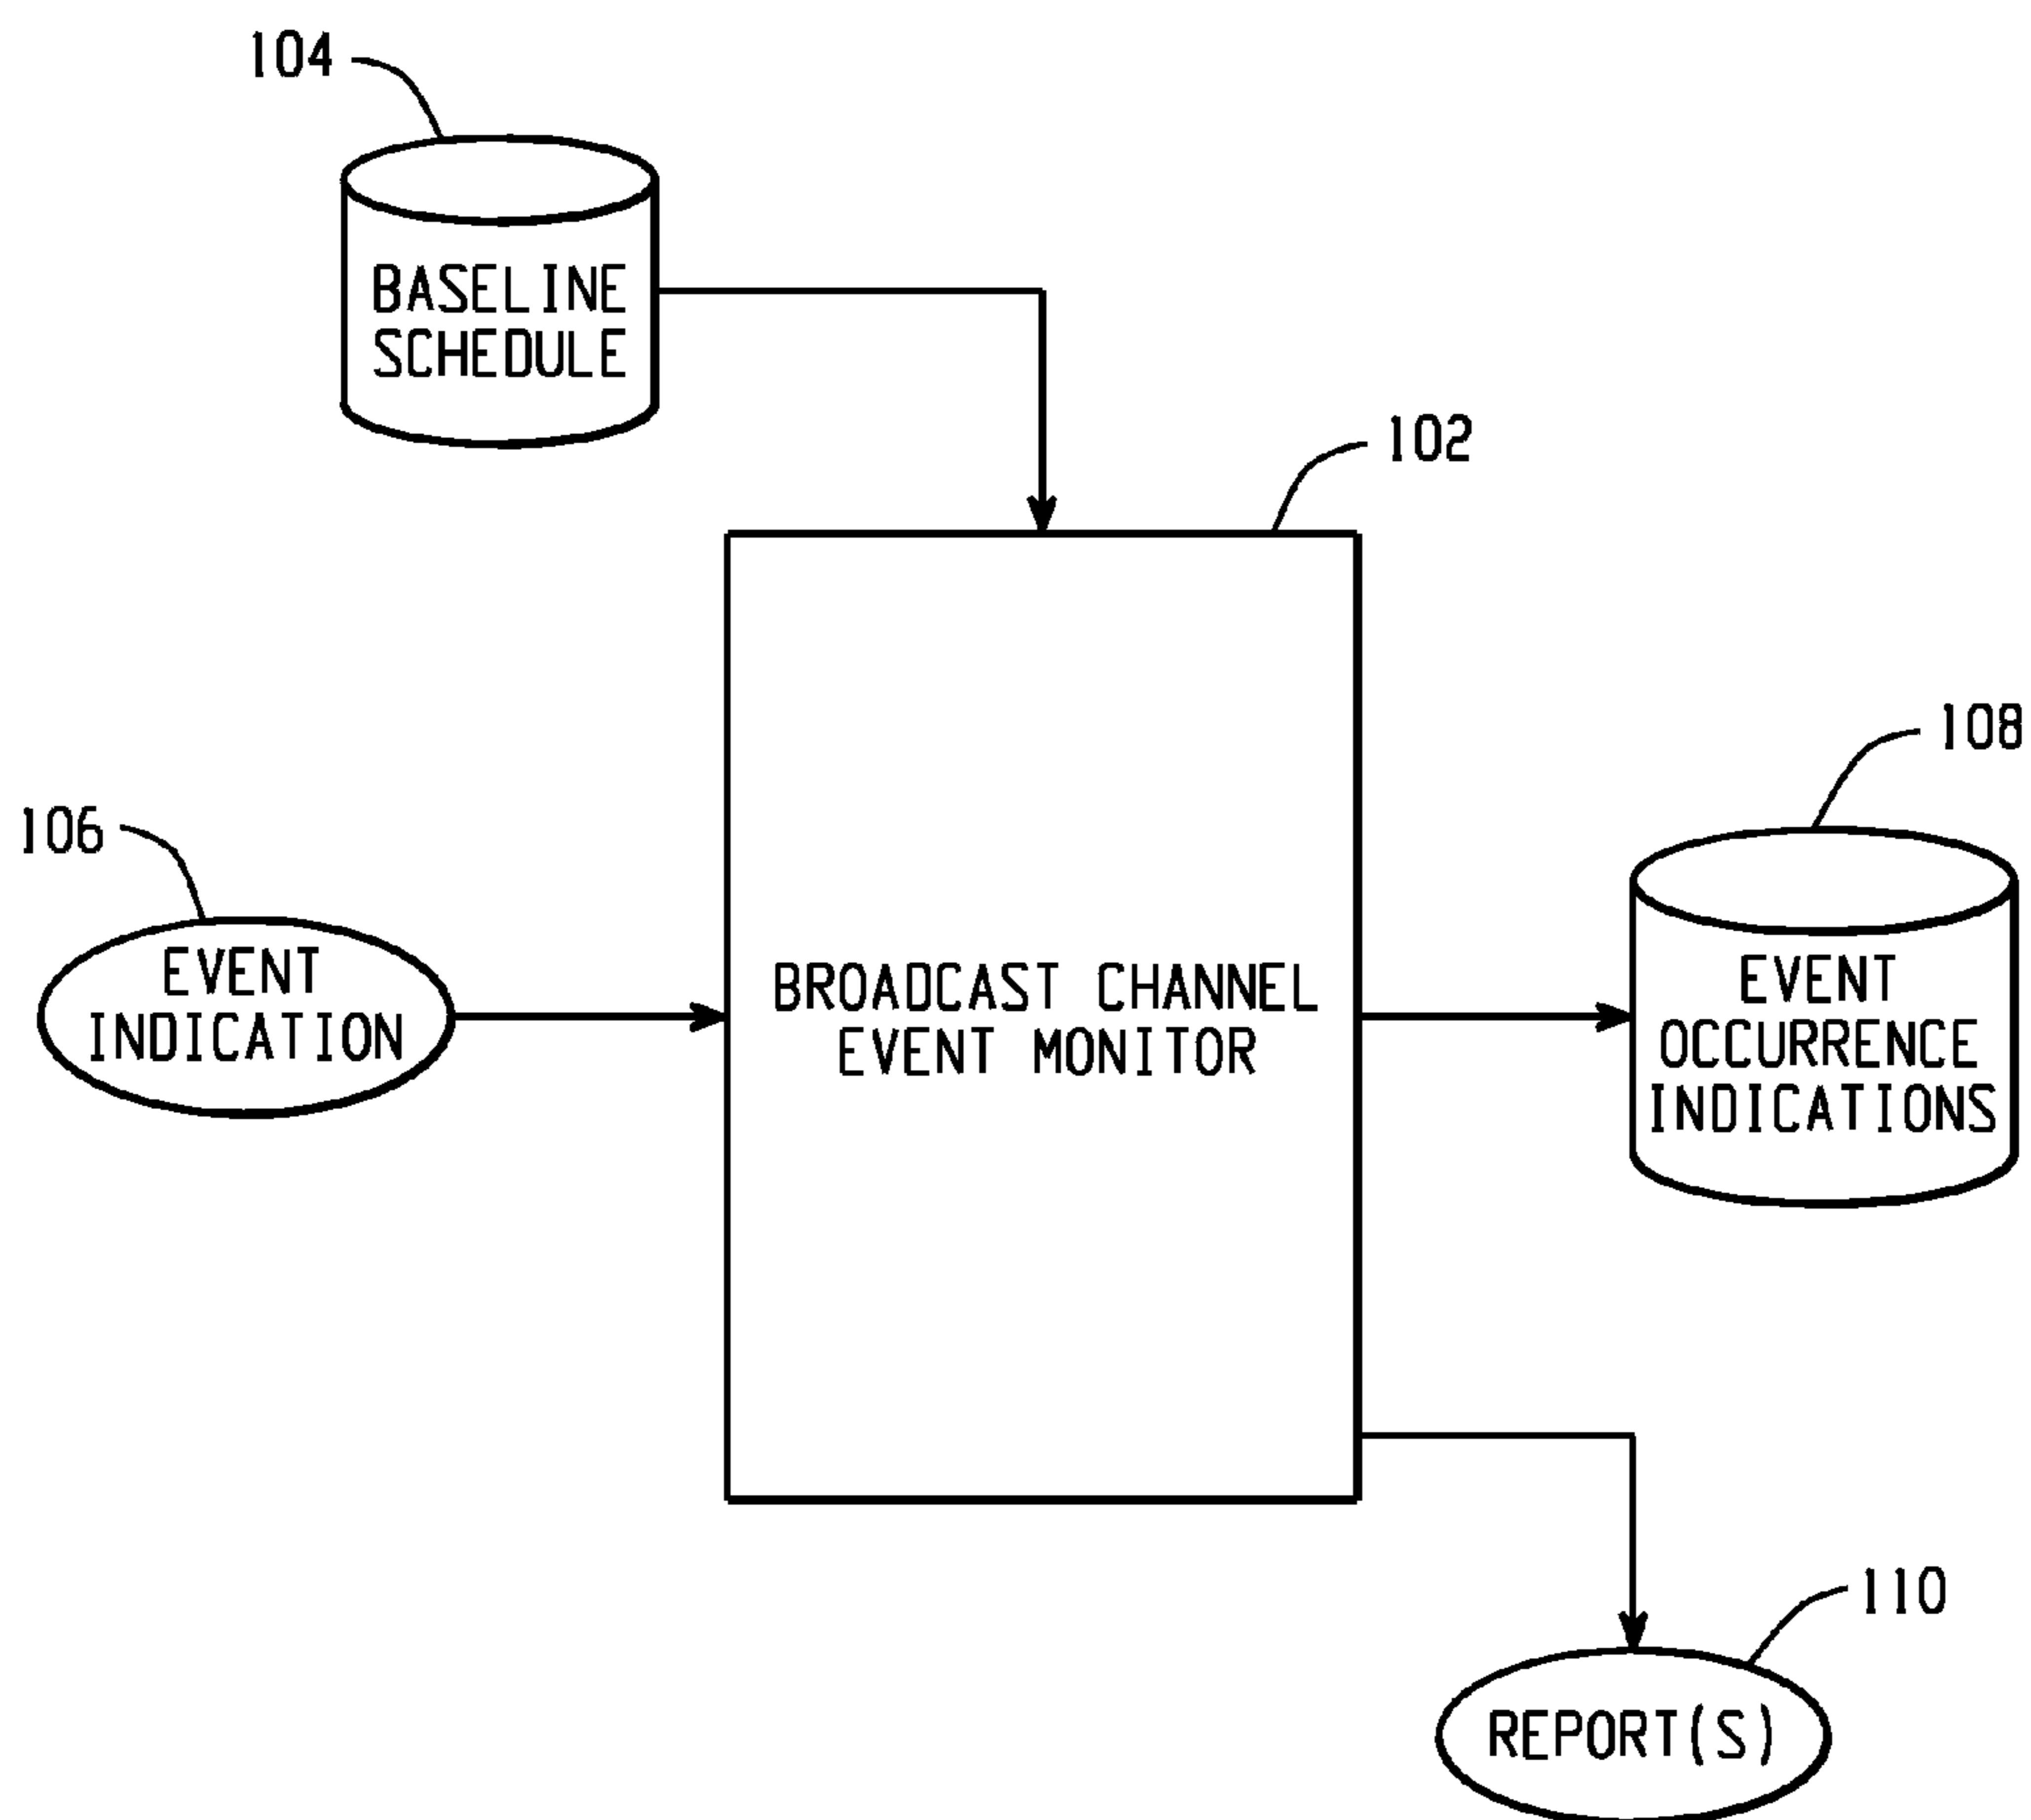 104
BASELINE
SCHEDULE
102
108
106
EVENT
INDICATION
BROADCAST CHANNEL
EVENT MONITOR
EVENT
OCCURRENCE
INDICATIONS
110
REPORT(S)